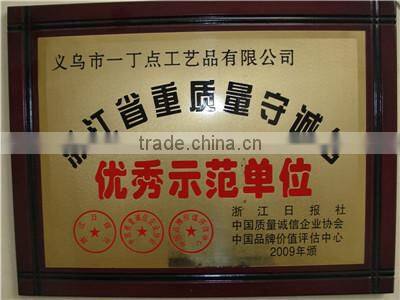 义乌市一丁点工艺品有限公司
浙江省重质量守诚信
trade.china.cn
优秀示范单位
浙江日报社
中国质量诚信企业协会
中国品牌价值评估中心
2009年颁